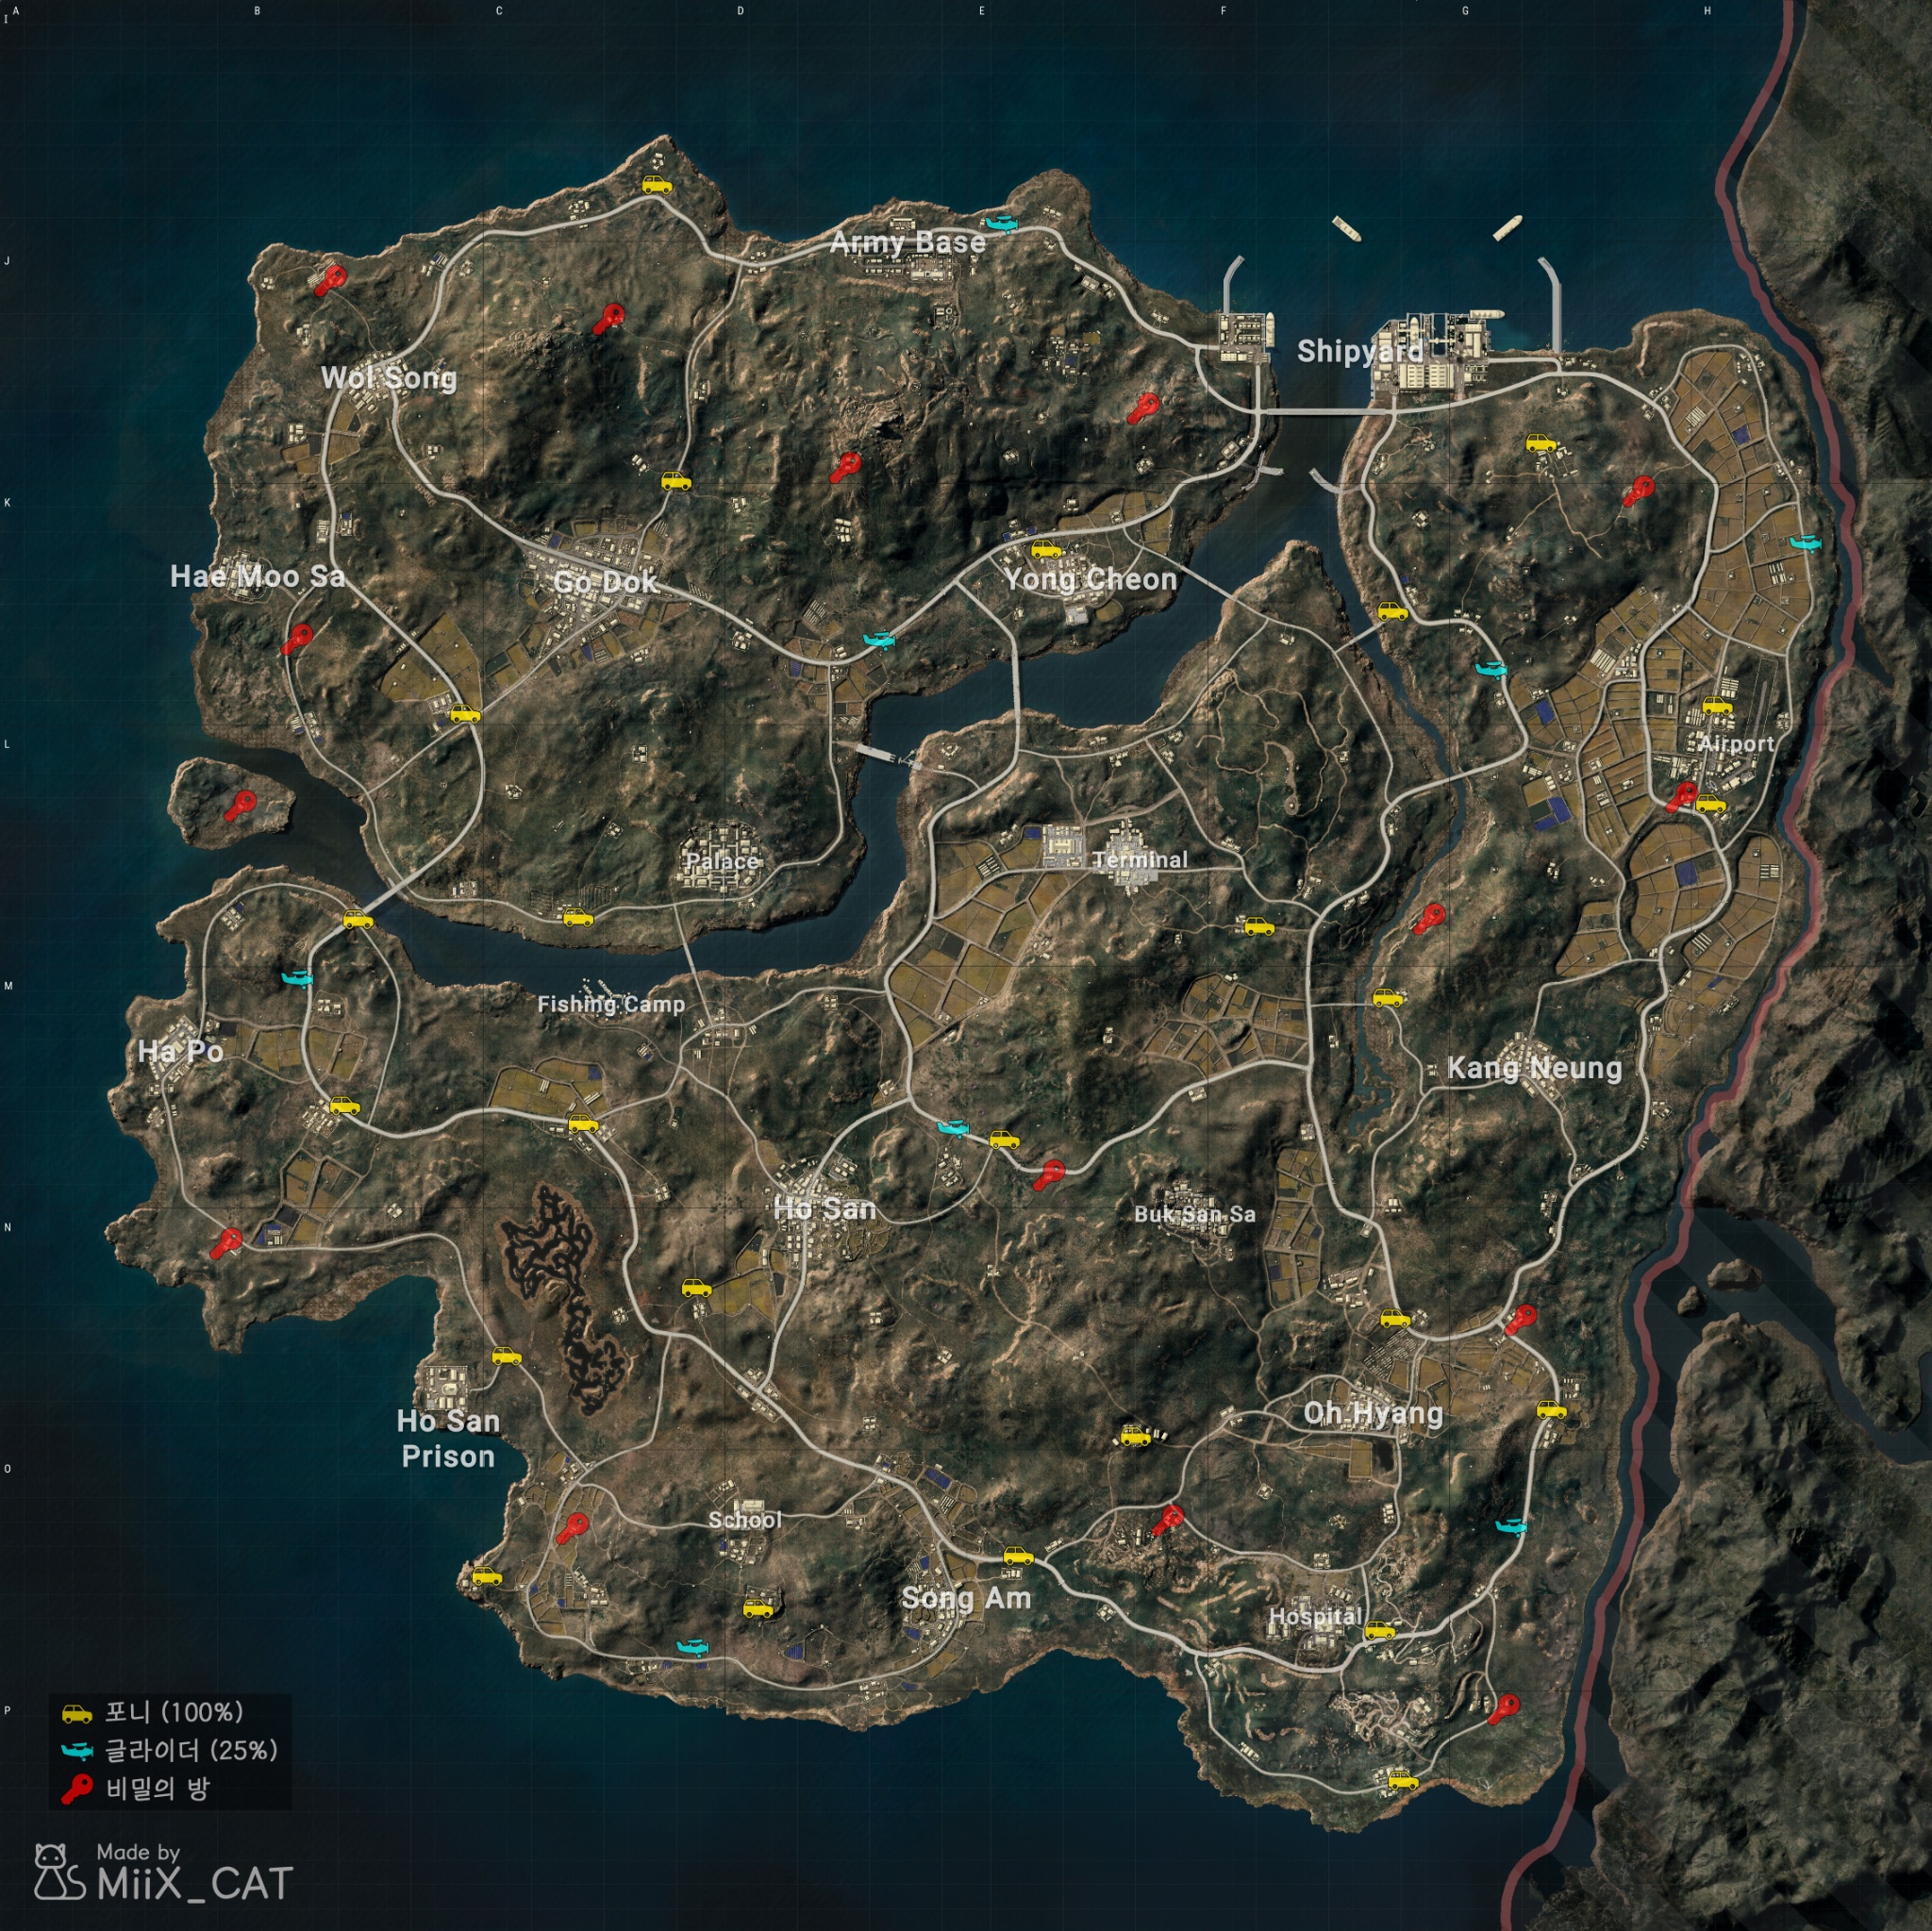 A B C D E F G H
I
J
Army Base
Shipyard
Wol Song
K
Hae Moo Sa
Go Dok
Yong Cheon
L
Airport
Palace
Terminal
M
Fishing Camp
Ha Po
Kang Neung
Ho San
Buk San Sa
N
Ho San
Prison
Oh Hyang
O
School
Song Am
Hospital
P
포니 (100%)
글라이더 (25%)
비밀의 방
Made by
MiiX_CAT